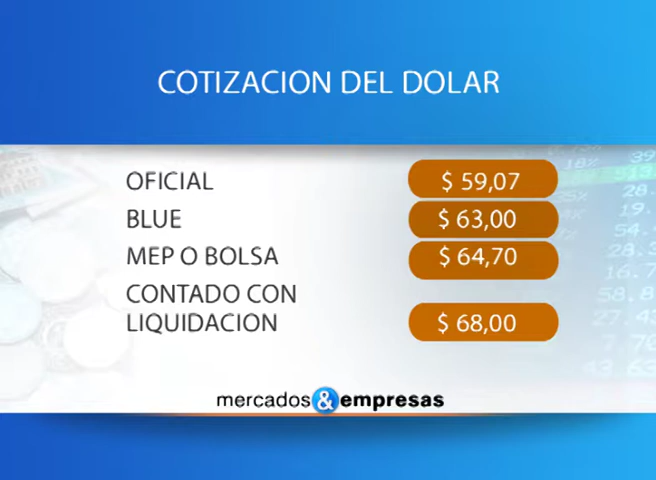 COTIZACION DEL DOLAR
OFICIAL $ 59,07
BLUE $ 63,00
MEP O BOLSA $ 64,70
CONTADO CON
LIQUIDACION $ 68,00
mercados&empresas